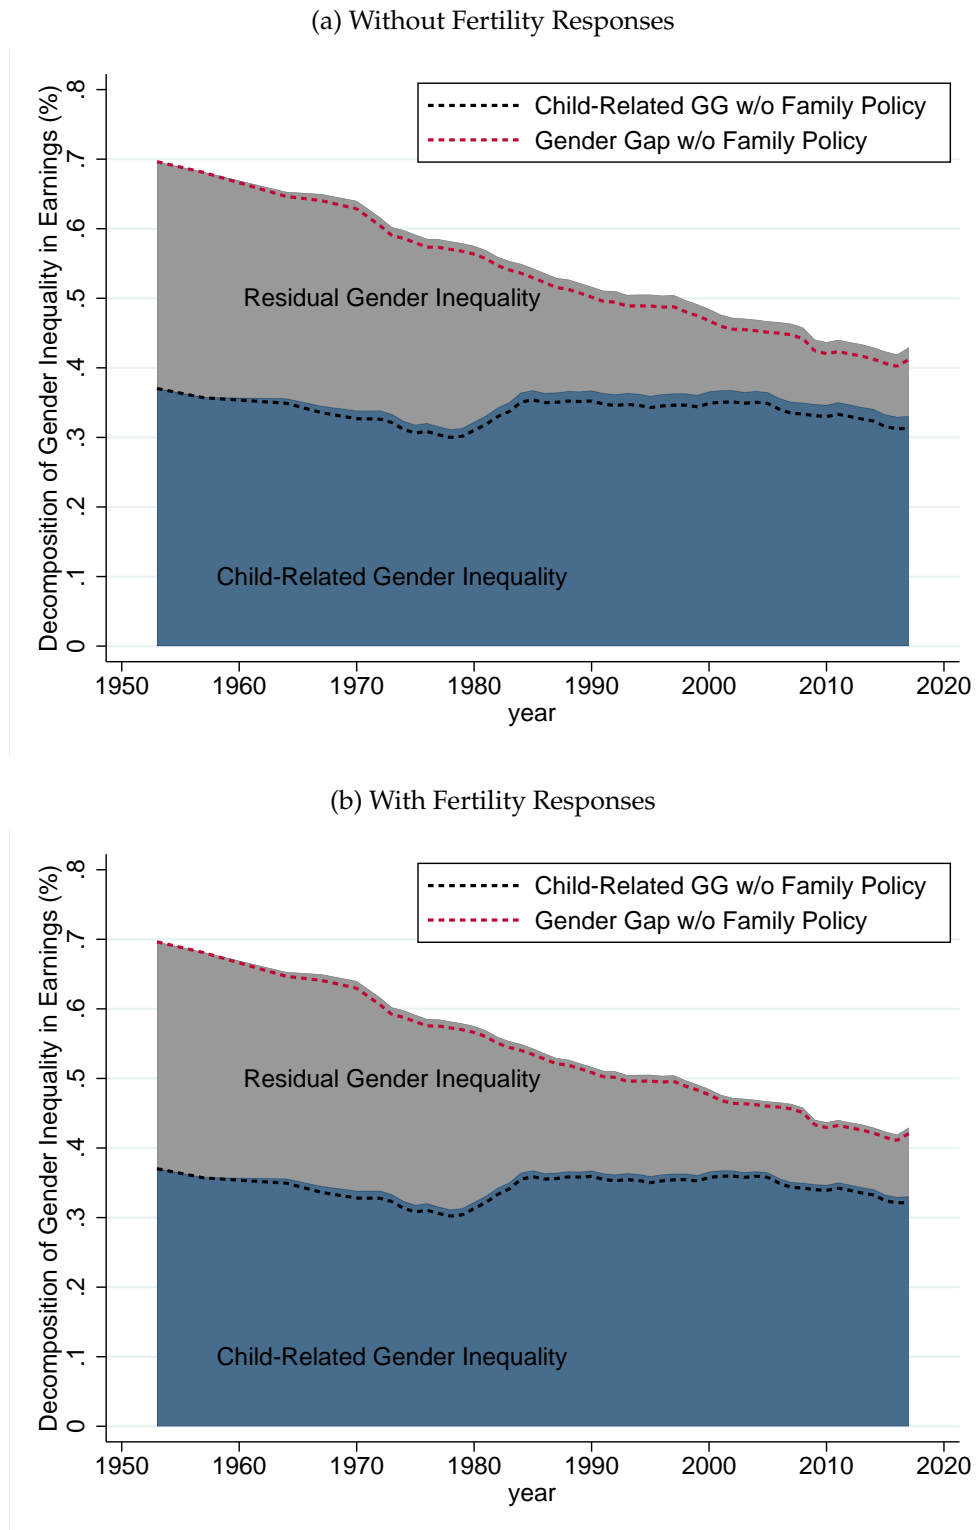 (a) Without Fertility Responses
Decomposition of Gender Inequality in Earnings (%)
.8
.7
.6
.5
.4
.3
.2
.1
0
Child-Related GG w/o Family Policy
Gender Gap w/o Family Policy
Residual Gender Inequality
Child-Related Gender Inequality
1950 1960 1970 1980 1990 2000 2010 2020
year
(b) With Fertility Responses
Decomposition of Gender Inequality in Earnings (%)
.8
.7
.6
.5
.4
.3
.2
.1
0
Child-Related GG w/o Family Policy
Gender Gap w/o Family Policy
Residual Gender Inequality
Child-Related Gender Inequality
1950 1960 1970 1980 1990 2000 2010 2020
year